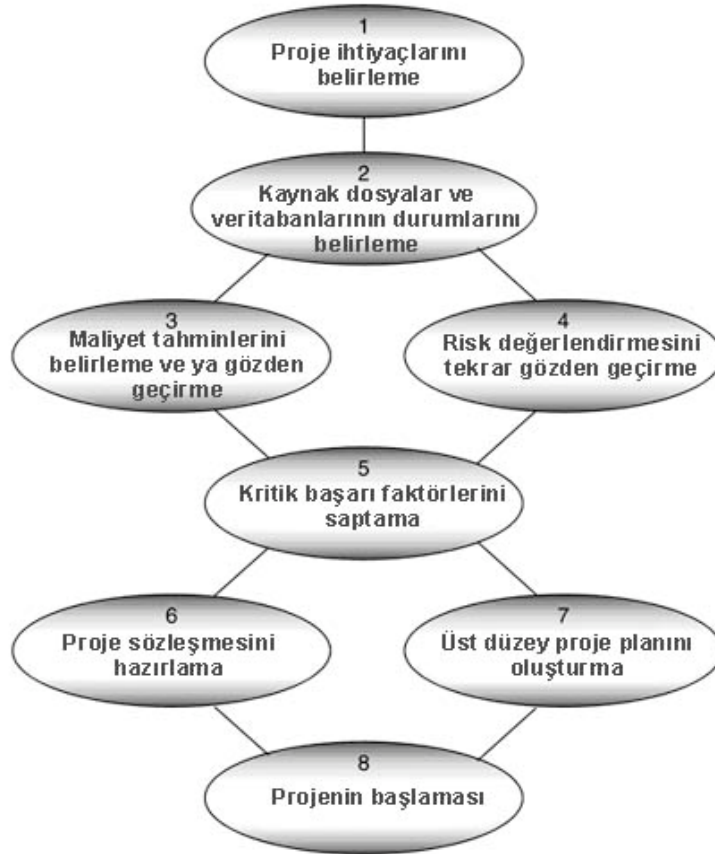 1
Proje ihtiyaçlarını
belirleme
2
Kaynak dosyalar ve
veritabanlarının durumlarını
belirleme
3
Maliyet tahminlerini
belirleme ve ya gözden
geçirme
4
Risk değerlendirmesini
tekrar gözden geçirme
5
Kritik başarı faktörlerini
saptama
6
Proje sözleşmesini
hazırlama
7
Üst düzey proje planını
oluşturma
8
Projenin başlaması